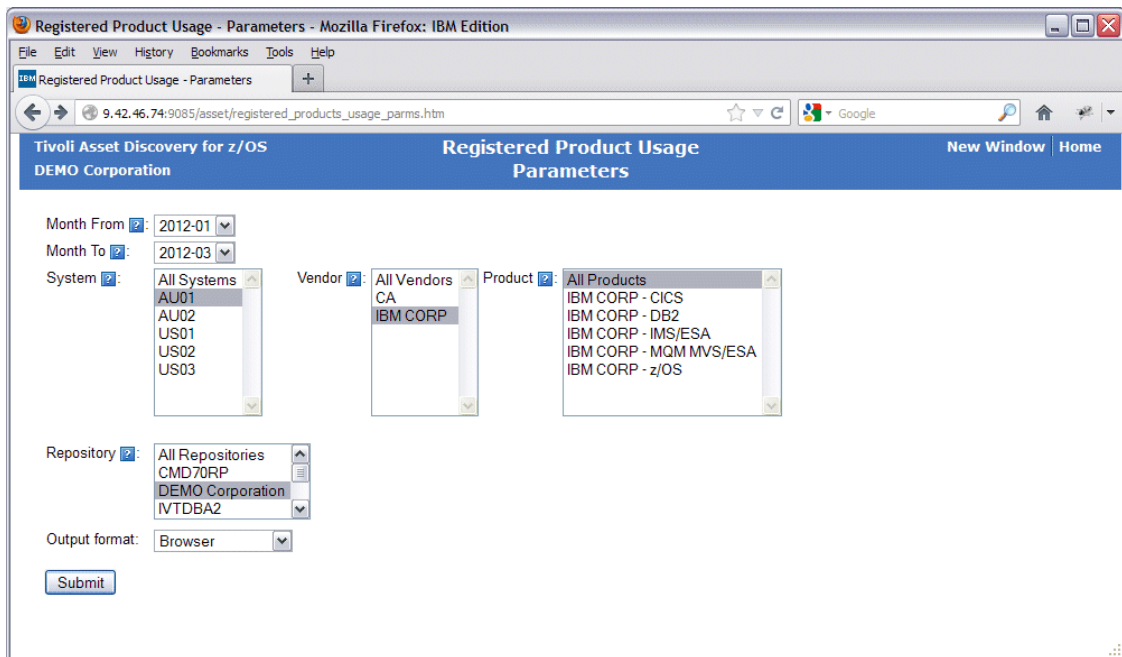 Registered Product Usage - Parameters - Mozilla Firefox: IBM Edition
File Edit View History Bookmarks Tools Help
IBM Registered Product Usage - Parameters +
9.42.46.74:9085/asset/registered_products_usage_parms.htm Google
Tivoli Asset Discovery for z/OS Registered Product Usage New Window Home
DEMO Corporation Parameters
Month From ?: 2012-01
Month To ?: 2012-03
System ?: All Systems Vendor ?: All Vendors Product ?: All Products
AU01 CA IBM CORP - CICS
AU02 IBM CORP IBM CORP - DB2
US01 IBM CORP - IMS/ESA
US02 IBM CORP - MQM MVS/ESA
US03 IBM CORP - z/OS
Repository ?: All Repositories
CMD70RP
DEMO Corporation
IVTDBA2
Output format: Browser
Submit